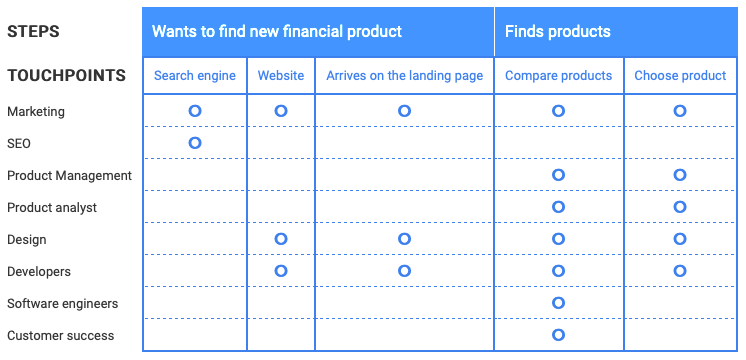 STEPS Wants to find new financial product Finds products
TOUCHPOINTS Search engine Website Arrives on the landing page Compare products Choose product
Marketing
SEO
Product Management
Product analyst
Design
Developers
Software engineers
Customer success